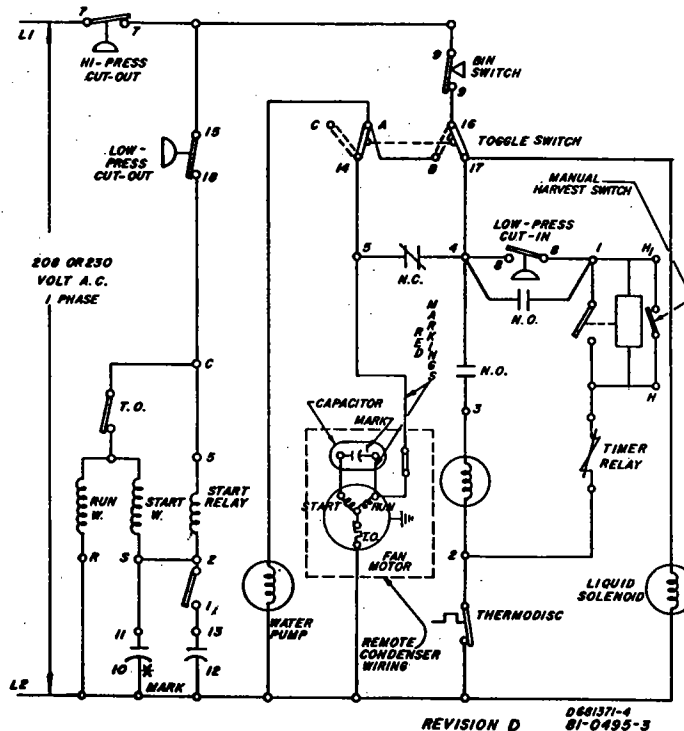 L1
7
7
HI-PRESS
CUT-OUT
9
BIN
SWITCH
9
C
A
16
TOGGLE SWITCH
14
B
17
15
LOW-
PRESS
CUT-OUT
18
MANUAL
HARVEST SWITCH
LOW-PRESS
CUT-IN
208 OR 230
VOLT A.C.
1 PHASE
5
N.C.
4
8
8
1
H1
N.O.
RED
MARKINGS
C
T.O.
N.O.
H
CAPACITOR
MARK
3
5
RUN
W.
START
W.
START
RELAY
START
RUN
T.O.
FAN
MOTOR
TIMER
RELAY
R
S
2
2
WATER
PUMP
REMOTE
CONDENSER
WIRING
THERMODISC
LIQUID
SOLENOID
11
13
10
*
MARK
12
L2
REVISION D
D681371-4
81-0495-3